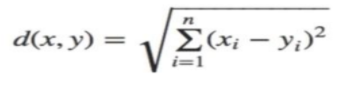 d(x, y) = √(∑_{i=1}^{n} (x_i − y_i)²)